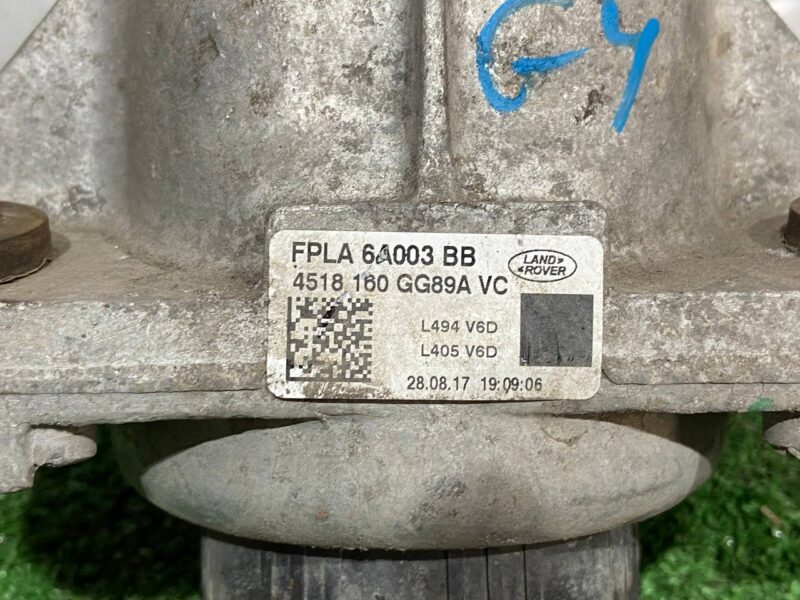 G4
FPLA 6A003 BB
LAND
ROVER
4518 160 GG89A VC
L494 V6D
L405 V6D
28.08.17 19:09:06